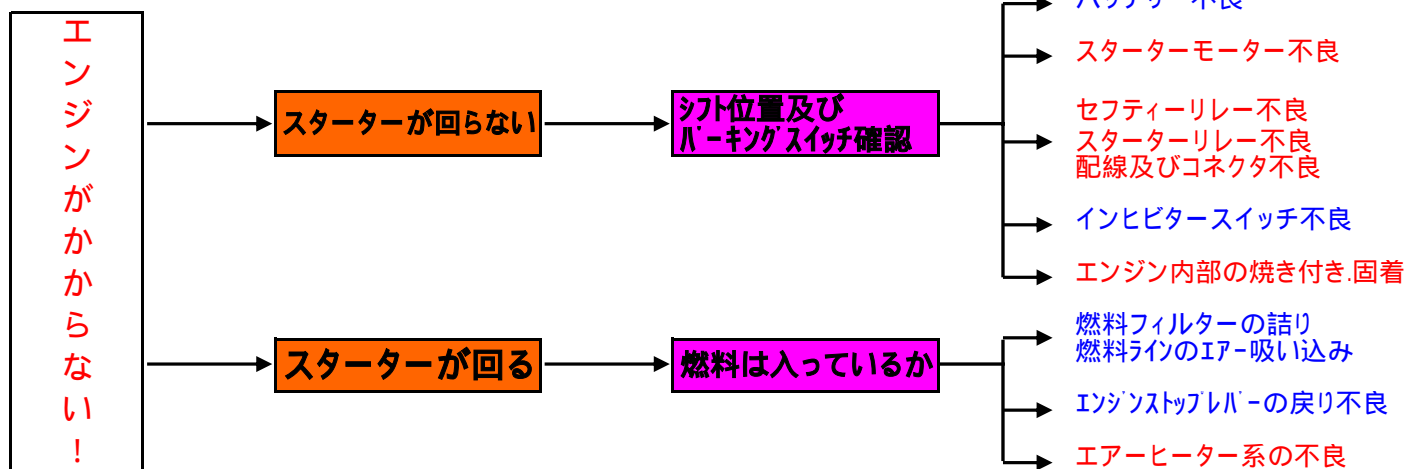 エンジンがかからない！
スターターが回らない
ｼﾌﾄ位置及び
ﾊﾟｰｷﾝｸﾞｽｲｯﾁ確認
バッテリー不良
スターターモーター不良
セフティーリレー不良
スターターリレー不良
配線及びコネクタ不良
インヒビタースイッチ不良
エンジン内部の焼き付き.固着
スターターが回る
燃料は入っているか
燃料フィルターの詰り
燃料ﾗｲﾝのｴｱｰ吸い込み
ｴﾝｼﾞﾝｽﾄｯﾌﾟﾚﾊﾞｰの戻り不良
エアーヒーター系の不良